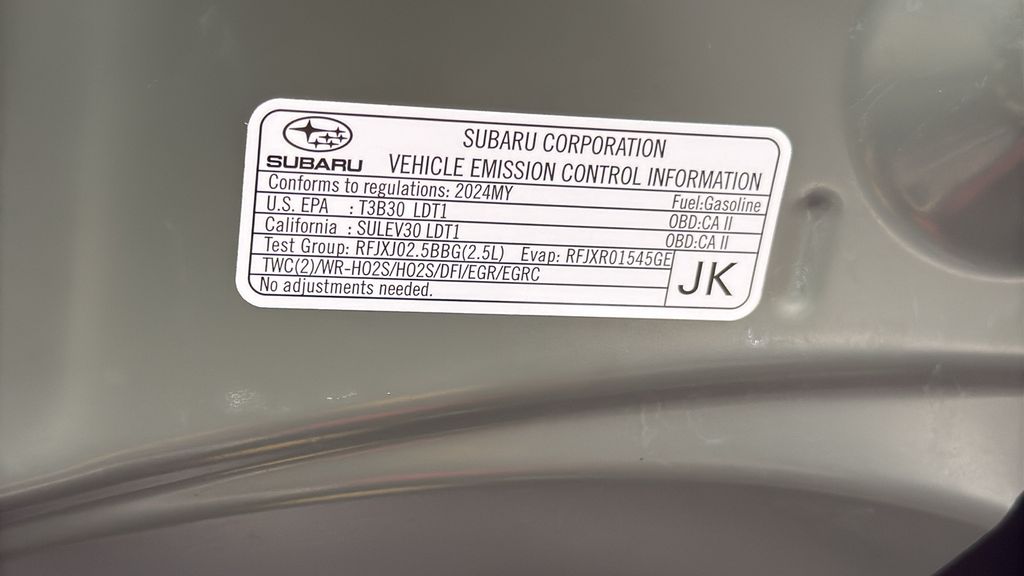 SUBARU CORPORATION
SUBARU VEHICLE EMISSION CONTROL INFORMATION
Conforms to regulations: 2024MY Fuel:Gasoline
U.S. EPA : T3B30 LDT1 OBD:CA II
California : SULEV30 LDT1 OBD:CA II
Test Group: RFJXJ02.5BBG(2.5L) Evap: RFJXR01545GE
TWC(2)/WR-HO2S/HO2S/DFI/EGR/EGRC
JK
No adjustments needed.